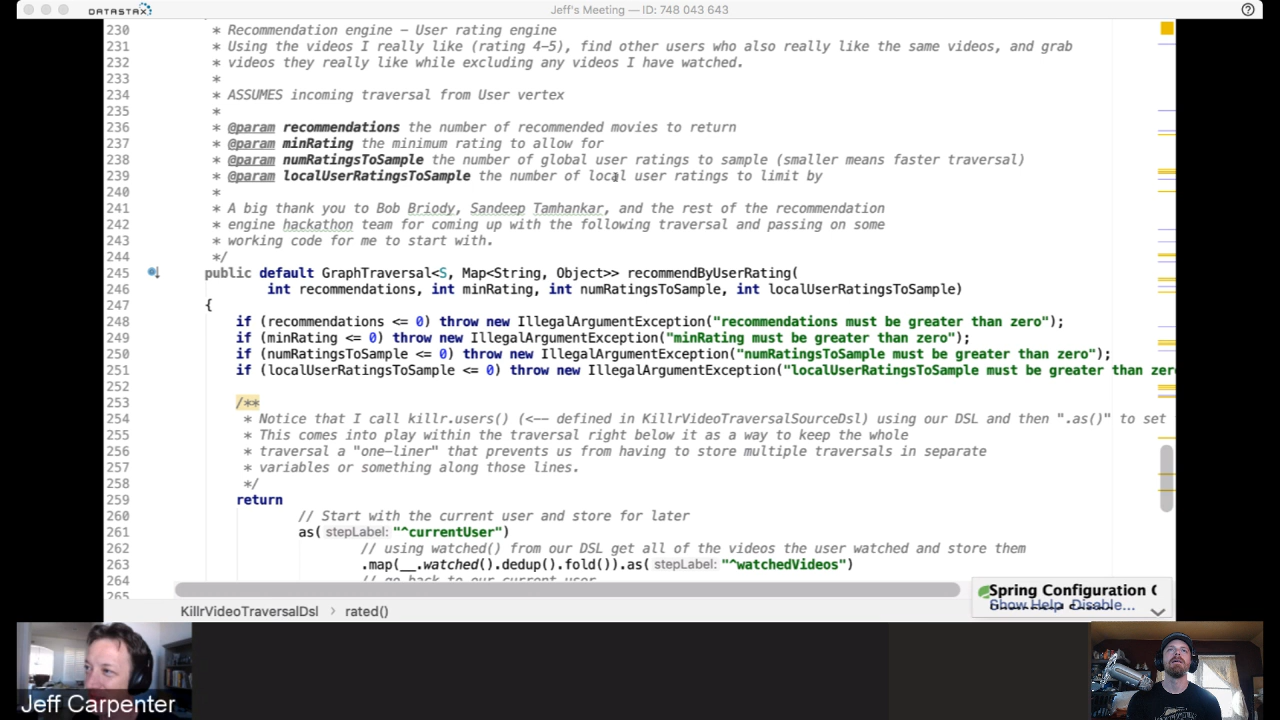 DATASTAX
Jeff's Meeting — ID: 748 043 643
230 * Recommendation engine – User rating engine
231 * Using the videos I really like (rating 4–5), find other users who also really like the same videos, and grab
232 * videos they really like while excluding any videos I have watched.
233 *
234 * ASSUMES incoming traversal from User vertex
235 *
236 * @param recommendations the number of recommended movies to return
237 * @param minRating the minimum rating to allow for
238 * @param numRatingsToSample the number of global user ratings to sample (smaller means faster traversal)
239 * @param localUserRatingsToSample the number of local user ratings to limit by
240 *
241 * A big thank you to Bob Briody, Sandeep Tamhankar, and the rest of the recommendation
242 * engine hackathon team for coming up with the following traversal and passing on some
243 * working code for me to start with.
244 */
245 public default GraphTraversal<S, Map<String, Object>> recommendByUserRating(
246 int recommendations, int minRating, int numRatingsToSample, int localUserRatingsToSample)
247 {
248 if (recommendations <= 0) throw new IllegalArgumentException("recommendations must be greater than zero");
249 if (minRating <= 0) throw new IllegalArgumentException("minRating must be greater than zero");
250 if (numRatingsToSample <= 0) throw new IllegalArgumentException("numRatingsToSample must be greater than zero");
251 if (localUserRatingsToSample <= 0) throw new IllegalArgumentException("localUserRatingsToSample must be greater than zer
252
253 /**
254 * Notice that I call killr.users() (<–– defined in KillrVideoTraversalSourceDsl) using our DSL and then ".as()" to set
255 * This comes into play within the traversal right below it as a way to keep the whole
256 * traversal a "one-liner" that prevents us from having to store multiple traversals in separate
257 * variables or something along those lines.
258 */
259 return
260 // Start with the current user and store for later
261 as( stepLabel: "^currentUser")
262 // using watched() from our DSL get all of the videos the user watched and store them
263 .map(__.watched().dedup().fold()).as( stepLabel: "^watchedVideos")
264 // go back to our current user
265
Spring Configuration C
Show Help Disable...
KillrVideoTraversalDsl > rated()
Jeff Carpenter